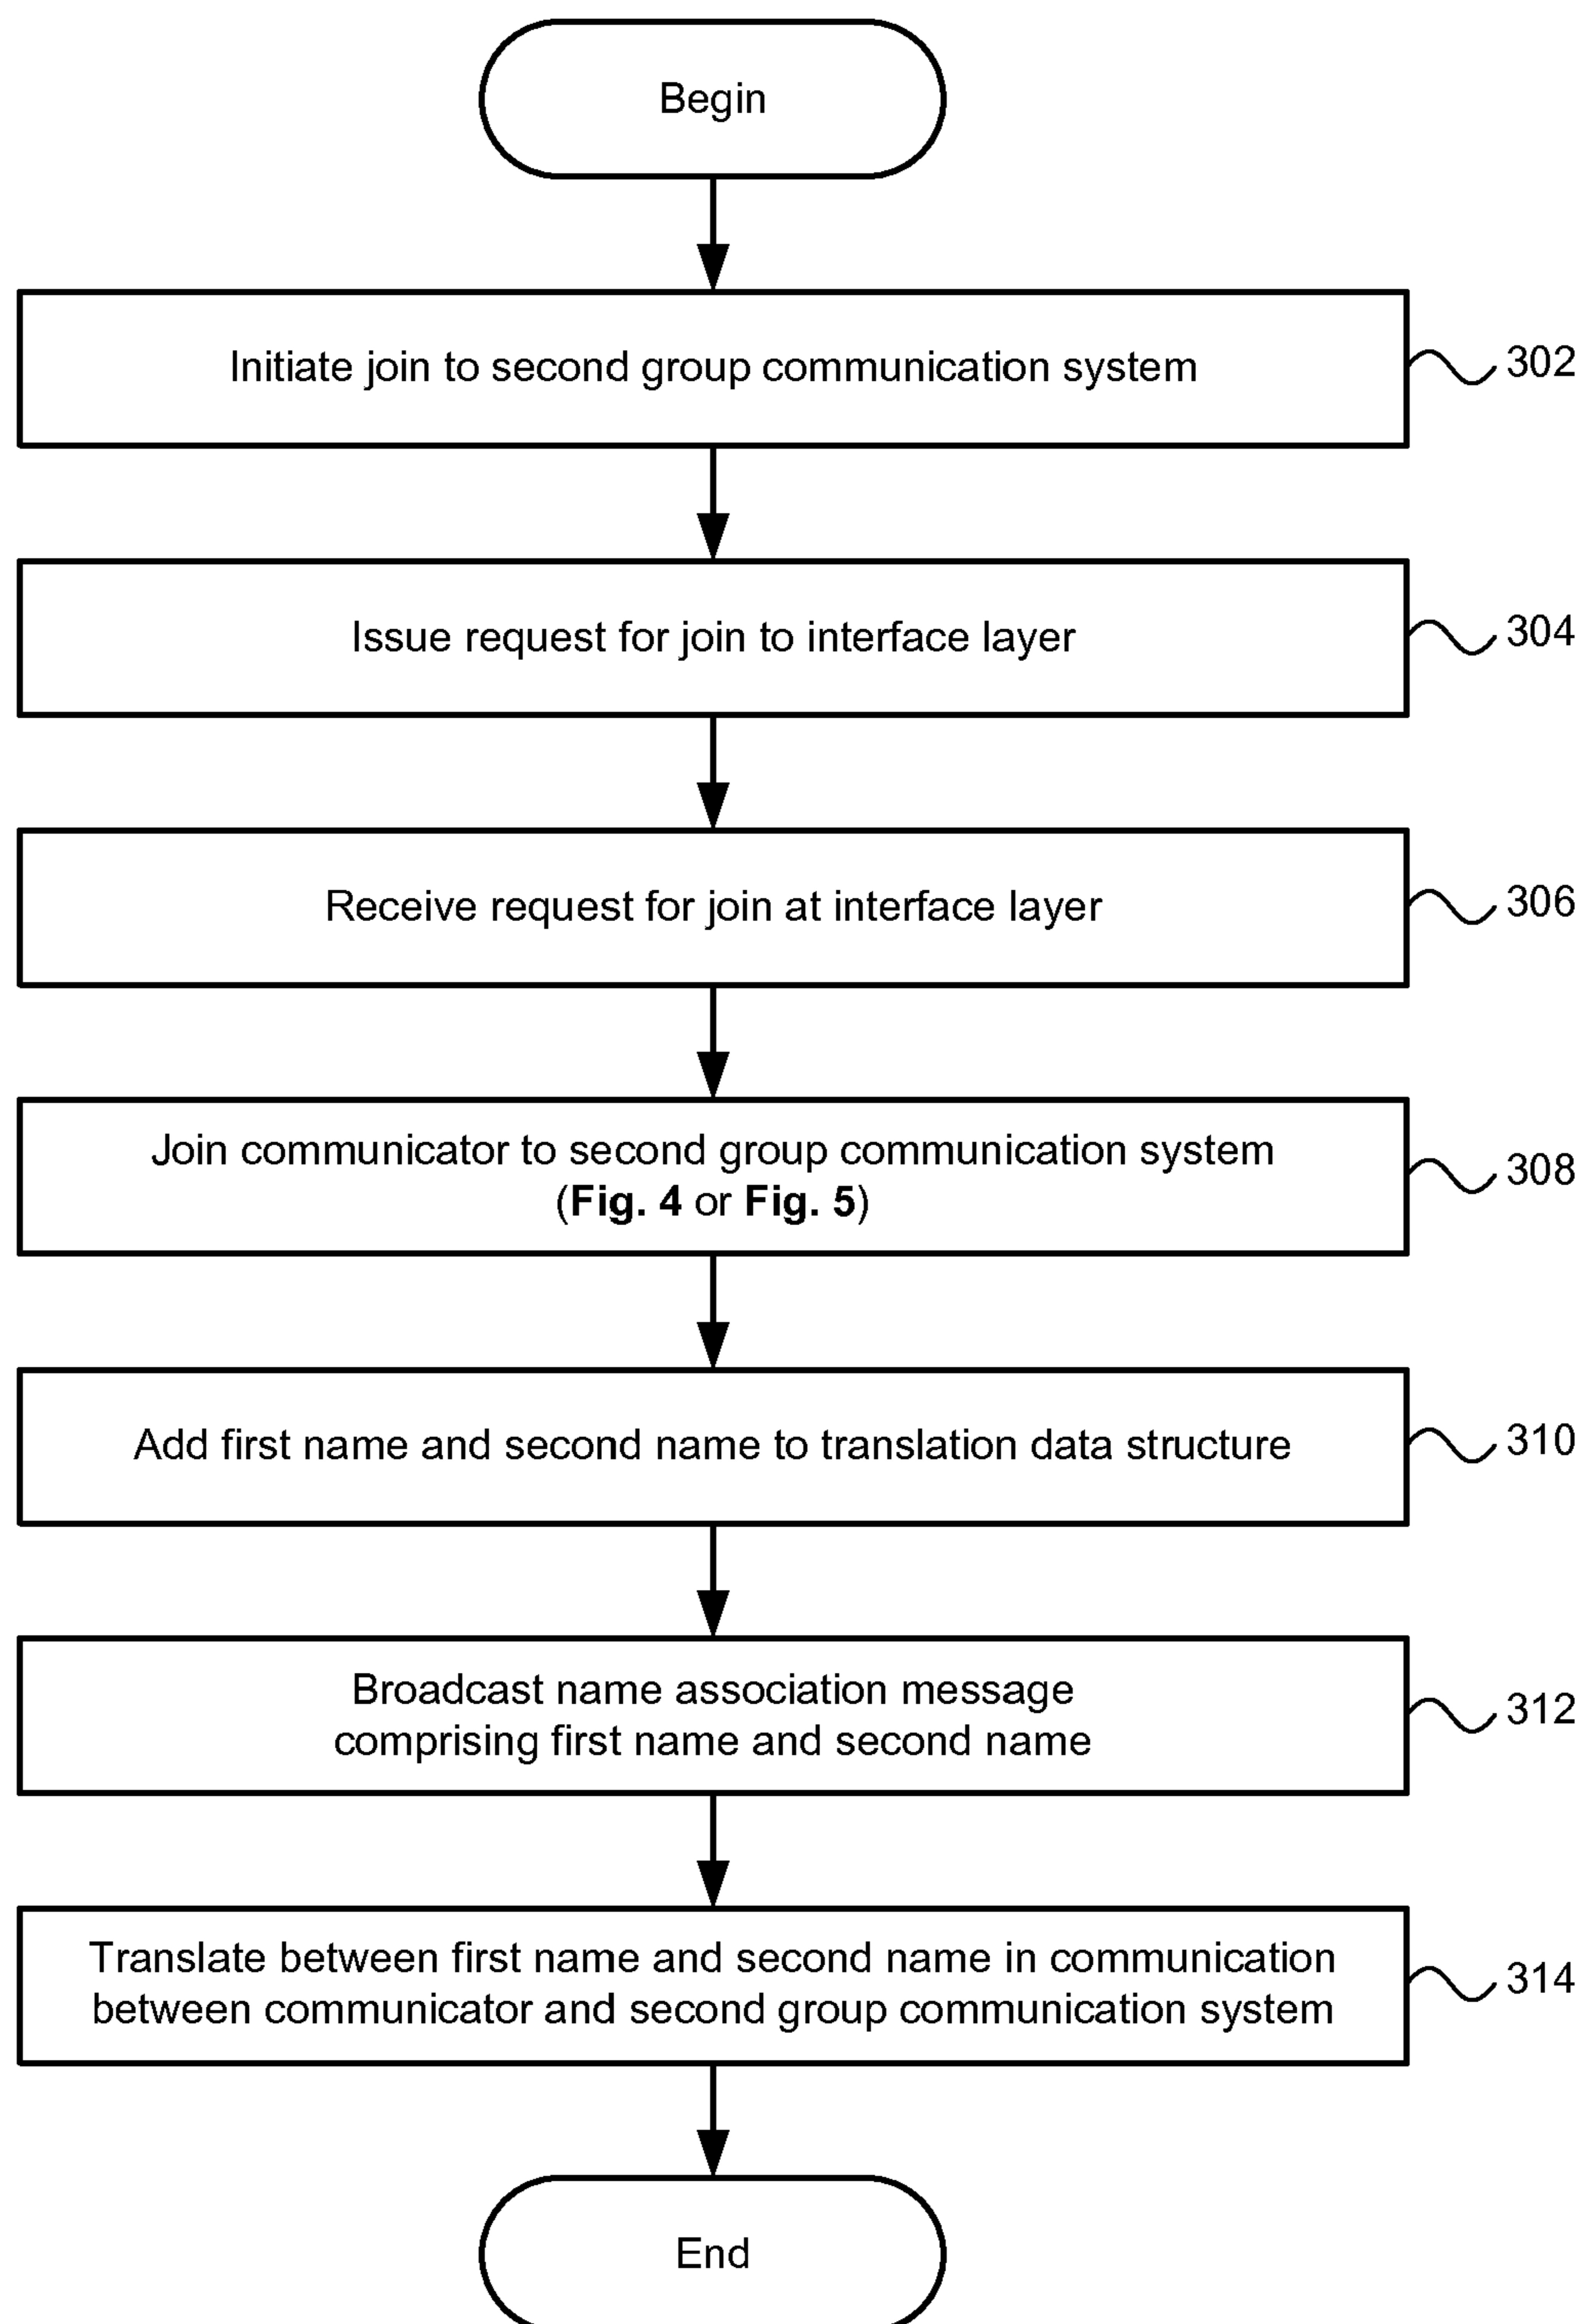 Begin
Initiate join to second group communication system
302
Issue request for join to interface layer
304
Receive request for join at interface layer
306
Join communicator to second group communication system
(Fig. 4 or Fig. 5)
308
Add first name and second name to translation data structure
310
Broadcast name association message
comprising first name and second name
312
Translate between first name and second name in communication
between communicator and second group communication system
314
End